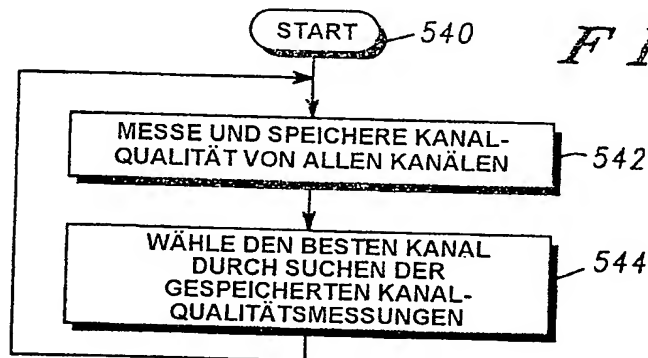 START 540
F I
MESSE UND SPEICHERE KANAL-
QUALITÄT VON ALLEN KANÄLEN
542
WÄHLE DEN BESTEN KANAL
DURCH SUCHEN DER
GESPEICHERTEN KANAL-
QUALITÄTSMESSUNGEN
544